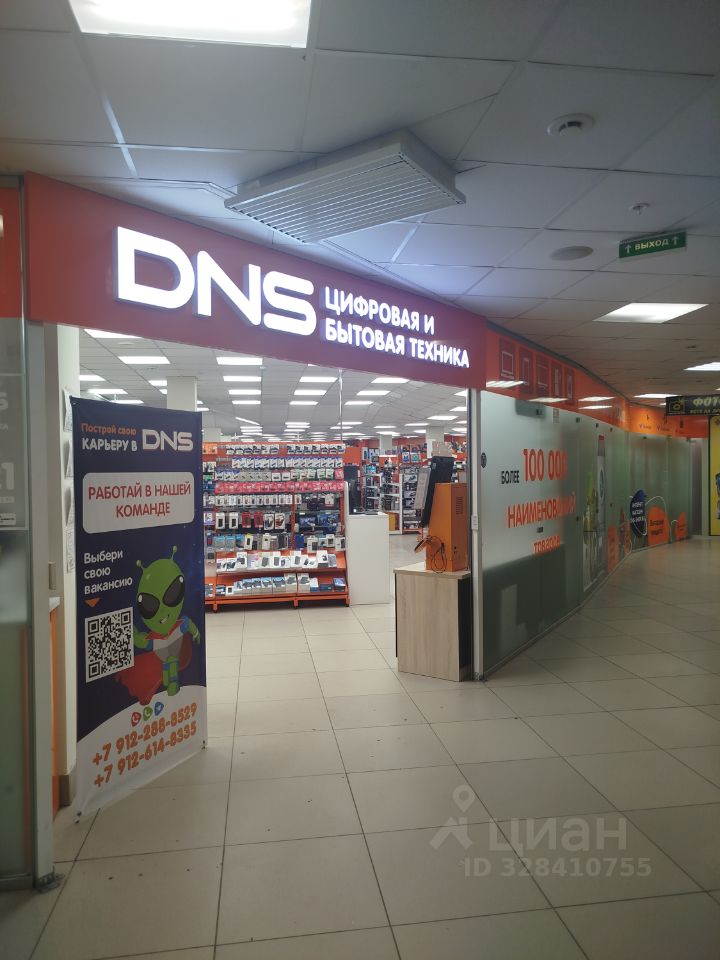 DNS
ЦИФРОВАЯ И
БЫТОВАЯ ТЕХНИКА
ВЫХОД
Построй свою
КАРЬЕРУ В DNS
РАБОТАЙ В НАШЕЙ
КОМАНДЕ
Выбери
свою
вакансию
+7 912-288-8529
+7 912-614-8335
БОЛЕЕ 100 000
НАИМЕНОВАНИЙ
ТОВАРОВ
ФОТО
циан
ID 328410755